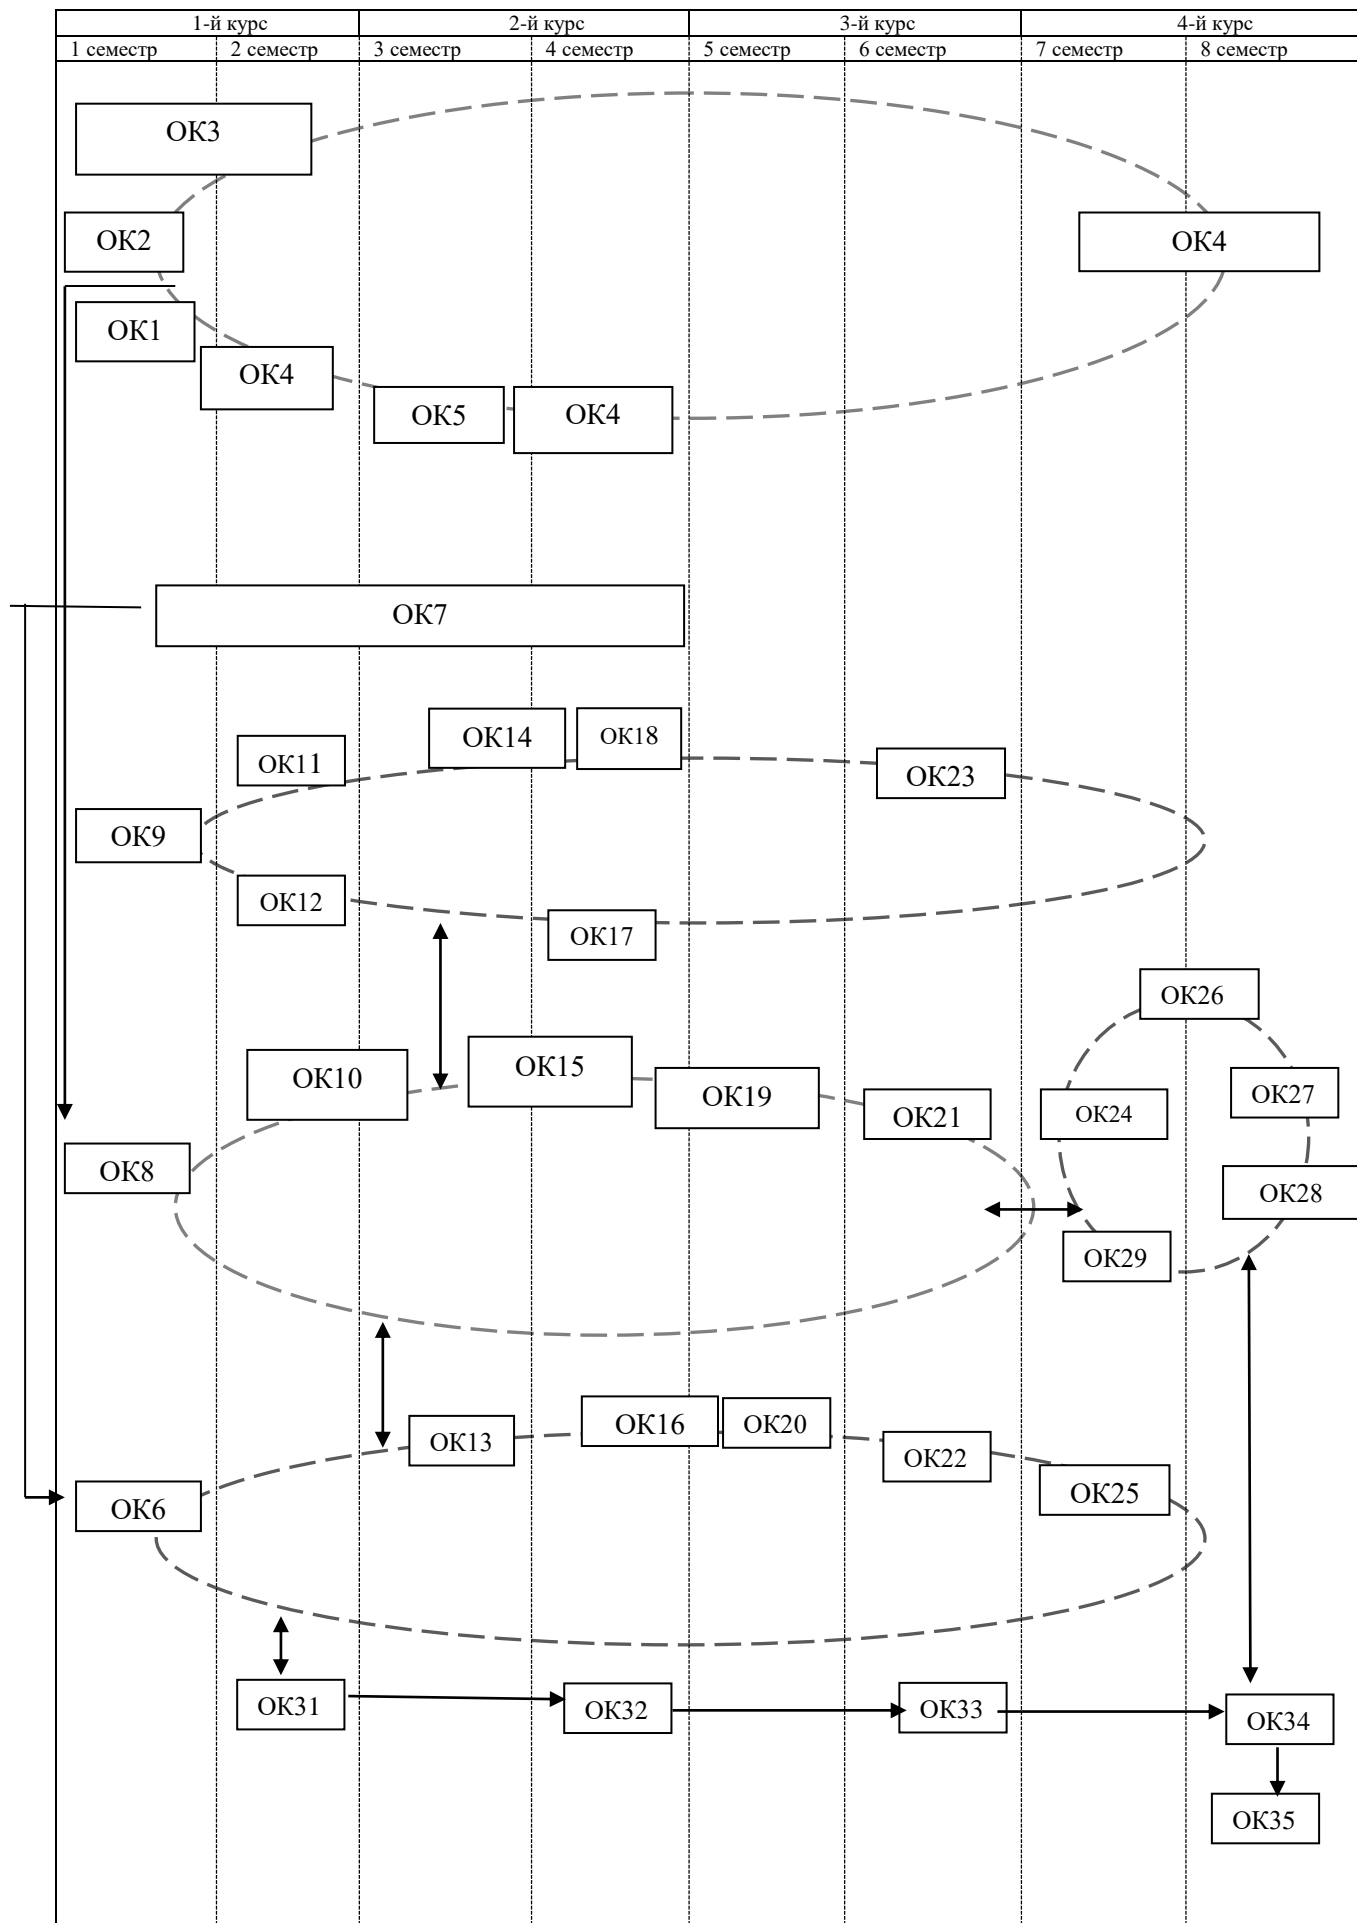 1-й курс 2-й курс 3-й курс 4-й курс
1 семестр 2 семестр 3 семестр 4 семестр 5 семестр 6 семестр 7 семестр 8 семестр
ОК3
ОК2 ОК4
ОК1
ОК4
ОК5 ОК4
ОК7
ОК14 ОК18
ОК11 ОК23
ОК9
ОК12
ОК17
ОК26
ОК10 ОК15 ОК19 ОК27
ОК21 ОК24
ОК8 ОК28
ОК29
ОК13 ОК16 ОК20
ОК22
ОК6 ОК25
ОК31 ОК32 ОК33 ОК34
ОК35